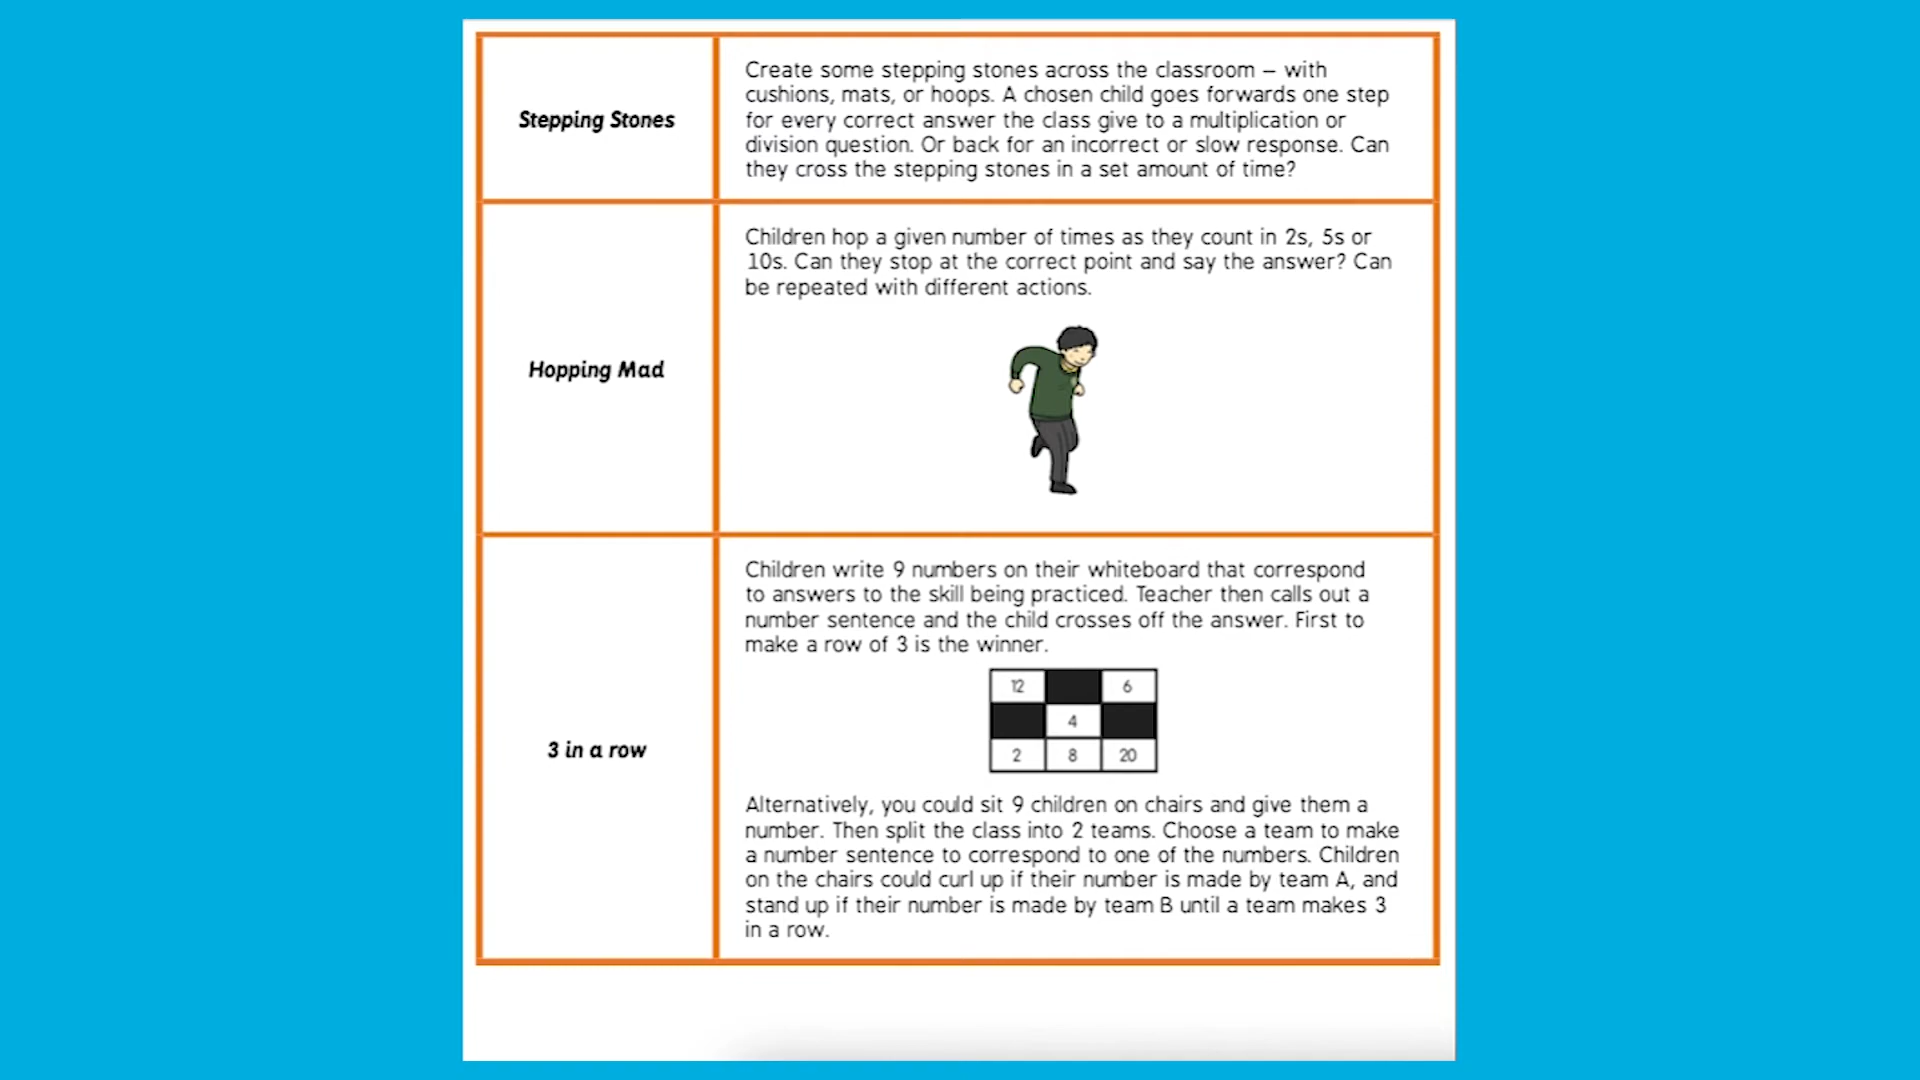 Stepping Stones
Create some stepping stones across the classroom – with
cushions, mats, or hoops. A chosen child goes forwards one step
for every correct answer the class give to a multiplication or
division question. Or back for an incorrect or slow response. Can
they cross the stepping stones in a set amount of time?
Hopping Mad
Children hop a given number of times as they count in 2s, 5s or
10s. Can they stop at the correct point and say the answer? Can
be repeated with different actions.
3 in a row
Children write 9 numbers on their whiteboard that correspond
to answers to the skill being practiced. Teacher then calls out a
number sentence and the child crosses off the answer. First to
make a row of 3 is the winner.
12 6
4
2 8 20
Alternatively, you could sit 9 children on chairs and give them a
number. Then split the class into 2 teams. Choose a team to make
a number sentence to correspond to one of the numbers. Children
on the chairs could curl up if their number is made by team A, and
stand up if their number is made by team B until a team makes 3
in a row.